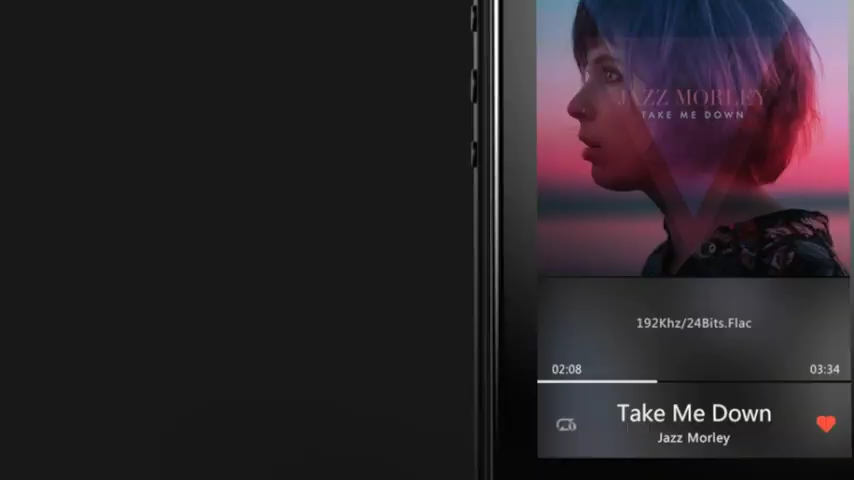 JAZZ MORLEY
TAKE ME DOWN
192Khz/24Bits.Flac
02:08
03:34
Take Me Down
Jazz Morley